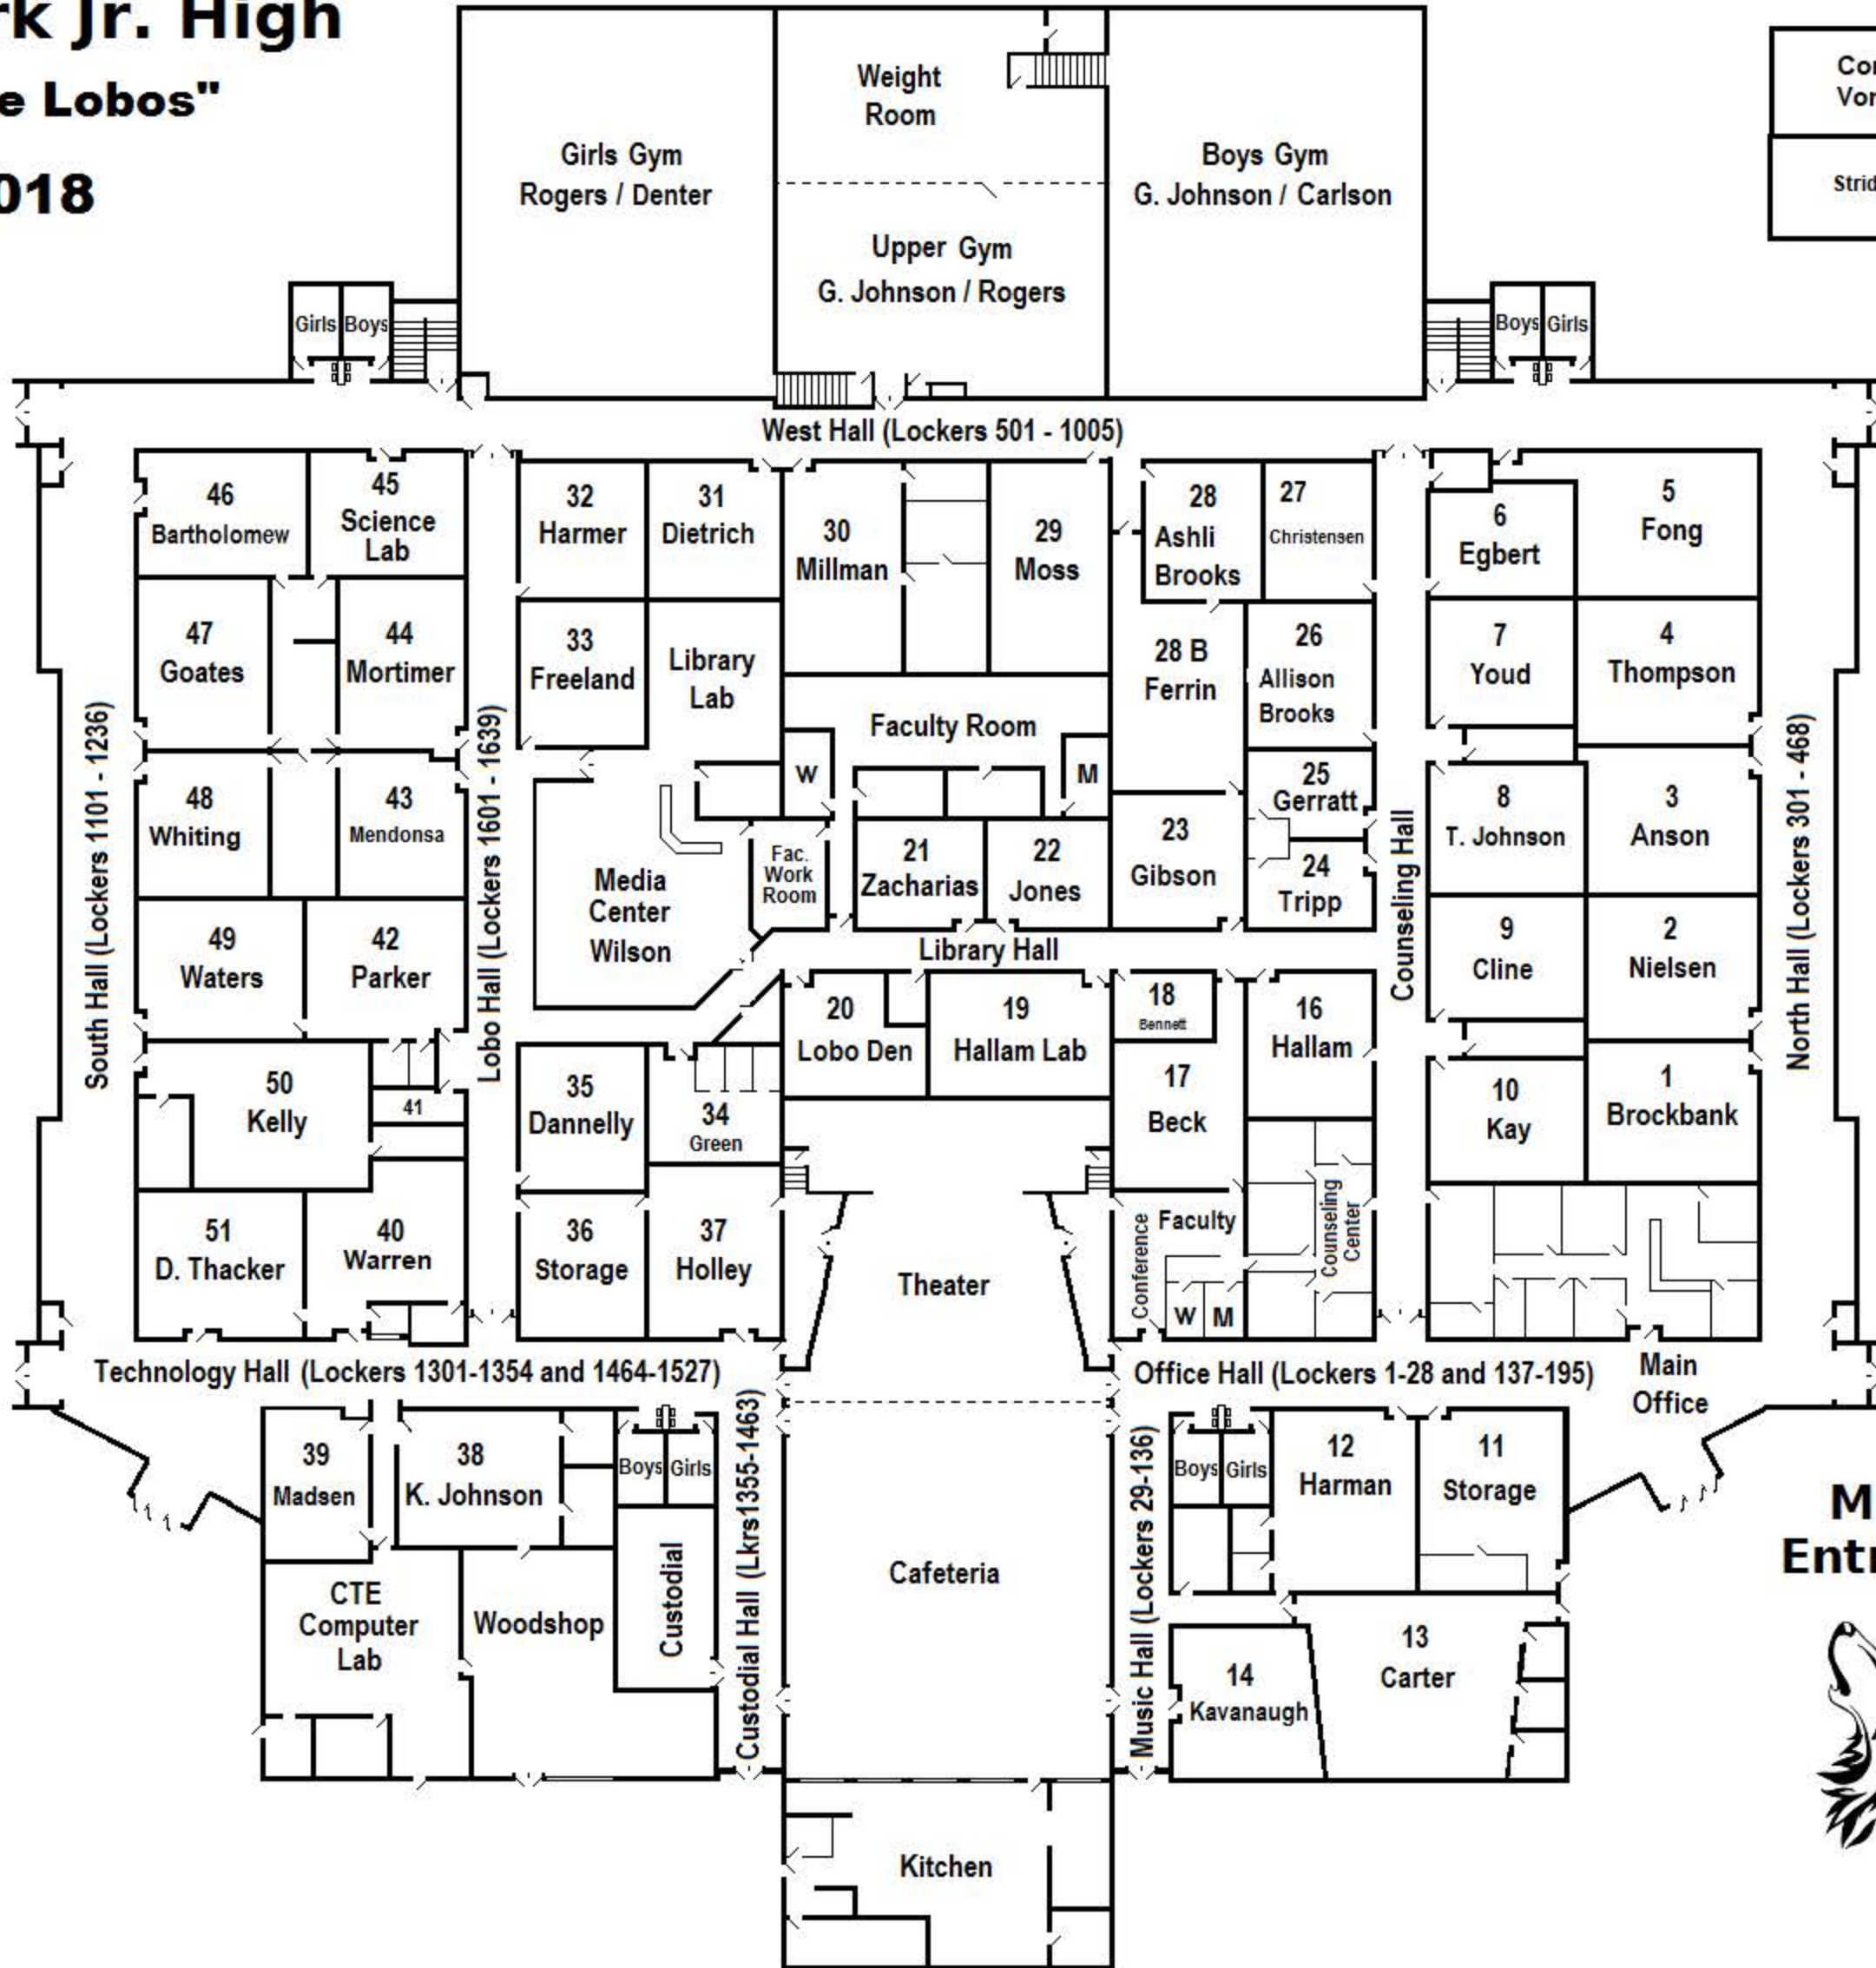 rk Jr. High
e Lobos"
018
Weight
Room
Girls Gym
Rogers / Denter
Boys Gym
G. Johnson / Carlson
Upper Gym
G. Johnson / Rogers
Girls
Boys
Boys
Girls
West Hall (Lockers 501 - 1005)
46
Bartholomew
45
Science
Lab
32
Harmer
31
Dietrich
30
Millman
29
Moss
28
Ashli
Brooks
27
Christensen
6
Egbert
5
Fong
47
Goates
44
Mortimer
33
Freeland
Library
Lab
28 B
Ferrin
26
Allison
Brooks
7
Youd
4
Thompson
Faculty Room
W
M
South Hall (Lockers 1101 - 1236)
Lobo Hall (Lockers 1601 - 1639)
Counseling Hall
North Hall (Lockers 301 - 468)
48
Whiting
43
Mendonsa
Media
Center
Wilson
Fac.
Work
Room
21
Zacharias
22
Jones
23
Gibson
25
Gerratt
24
Tripp
8
T. Johnson
3
Anson
49
Waters
42
Parker
Library Hall
9
Cline
2
Nielsen
20
Lobo Den
19
Hallam Lab
18
Bennett
16
Hallam
50
Kelly
41
35
Dannelly
34
Green
17
Beck
10
Kay
1
Brockbank
51
D. Thacker
40
Warren
36
Storage
37
Holley
Theater
Conference
Faculty
W
M
Counseling
Center
Technology Hall (Lockers 1301-1354 and 1464-1527)
Office Hall (Lockers 1-28 and 137-195)
Main
Office
39
Madsen
38
K. Johnson
Boys
Girls
Custodial
Custodial Hall (Lkrs1355-1463)
Cafeteria
Music Hall (Lockers 29-136)
Boys
Girls
12
Harman
11
Storage
CTE
Computer
Lab
Woodshop
14
Kavanaugh
13
Carter
Kitchen
Vor
Strid
M
Entr